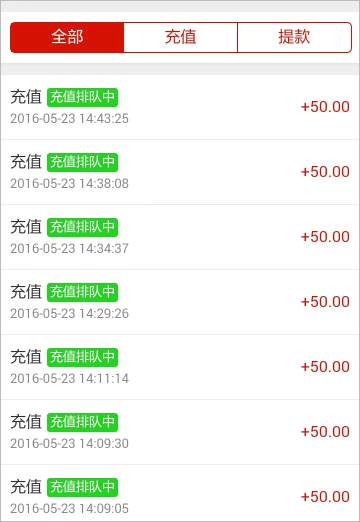 全部 充值 提款
充值 充值排队中
+50.00
2016-05-23 14:43:25
充值 充值排队中
+50.00
2016-05-23 14:38:08
充值 充值排队中
+50.00
2016-05-23 14:34:37
充值 充值排队中
+50.00
2016-05-23 14:29:26
充值 充值排队中
+50.00
2016-05-23 14:11:14
充值 充值排队中
+50.00
2016-05-23 14:09:30
充值 充值排队中
+50.00
2016-05-23 14:09:05